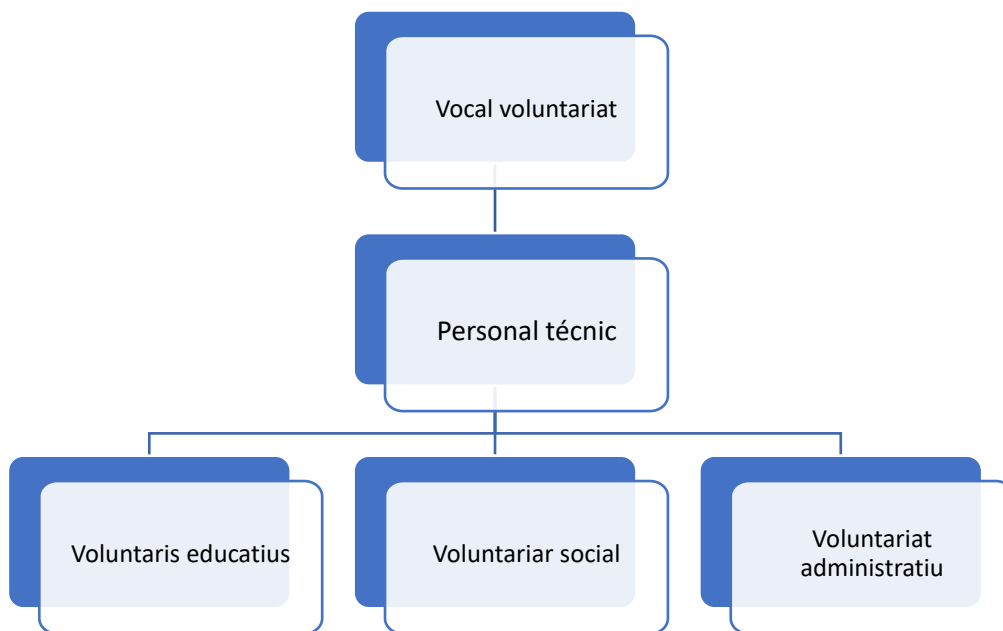 Vocal voluntariat
Personal técnic
Voluntaris educatius
Voluntariar social
Voluntariat
administratiu